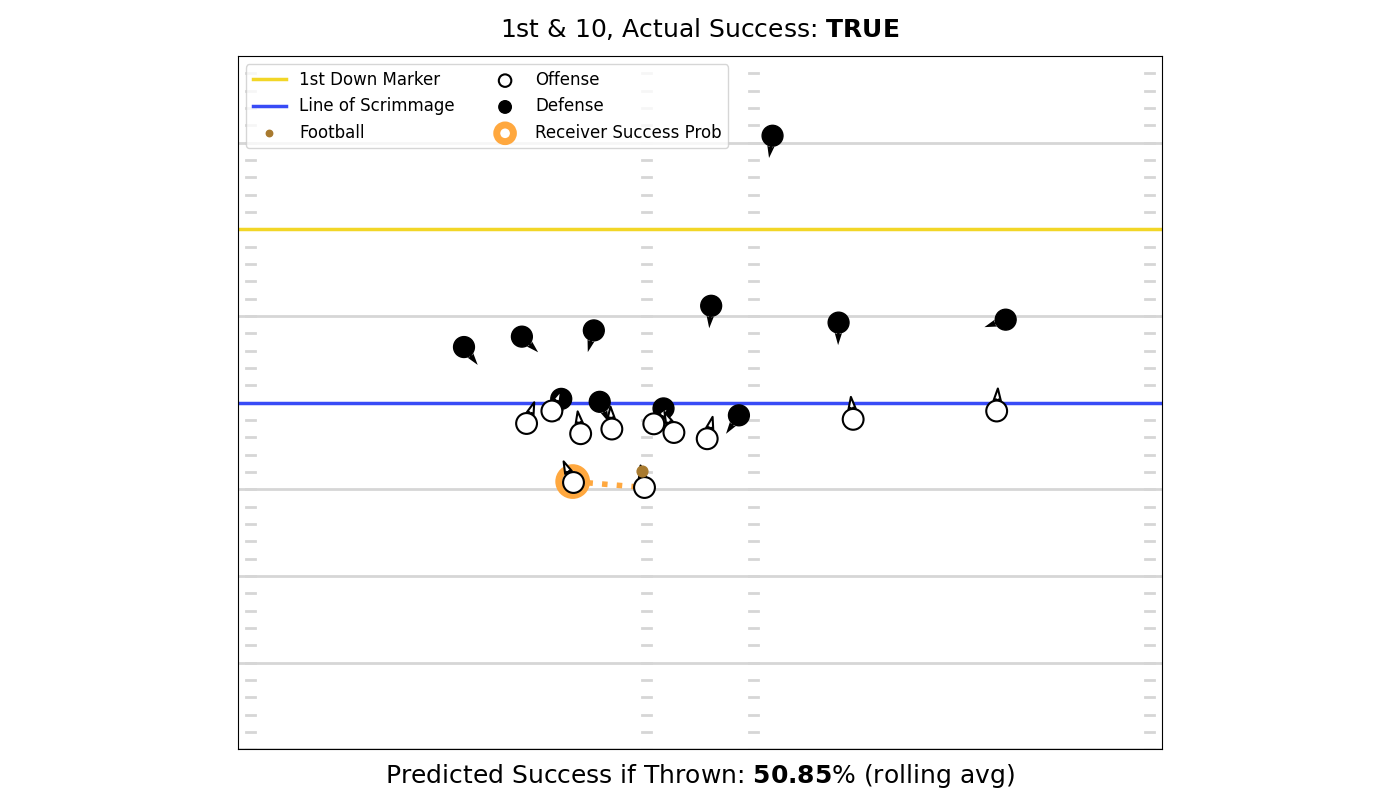 1st & 10, Actual Success: TRUE
1st Down Marker
Line of Scrimmage
Football
Offense
Defense
Receiver Success Prob
Predicted Success if Thrown: 50.85% (rolling avg)